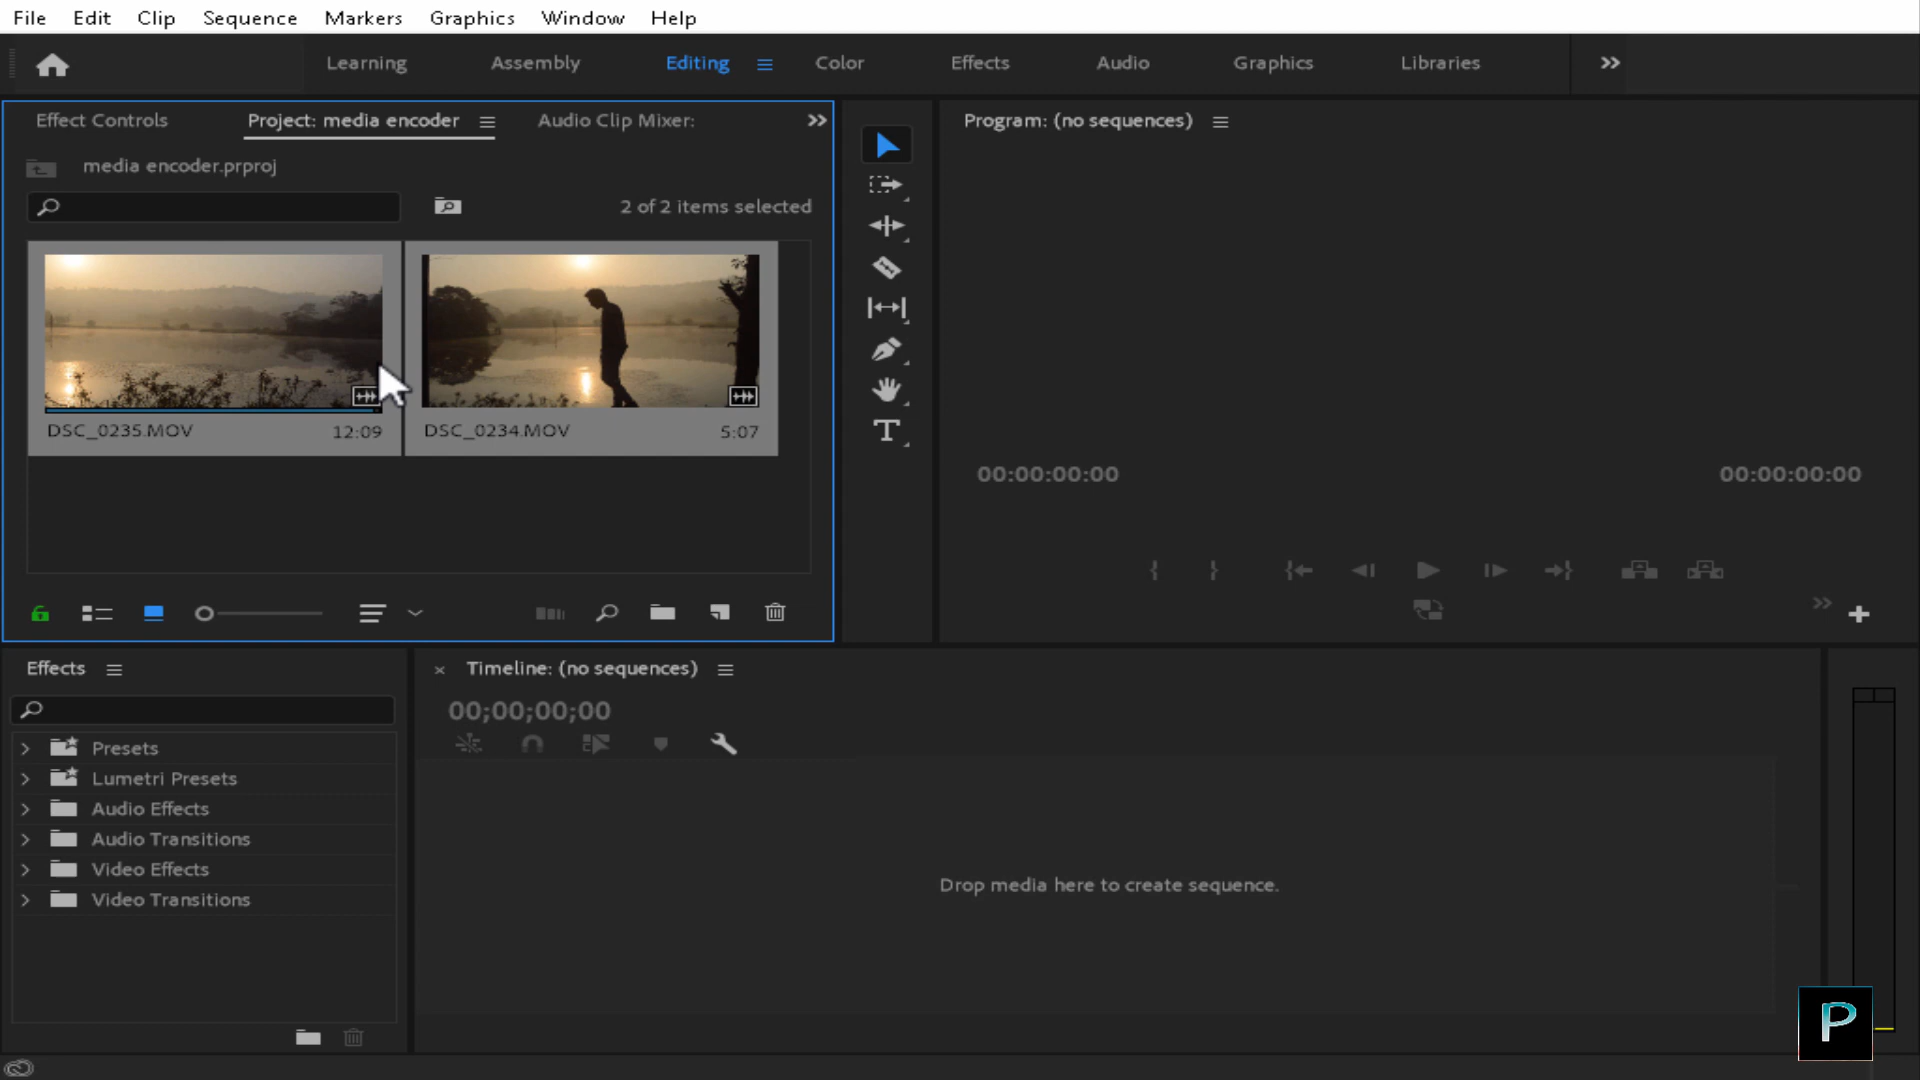 File Edit Clip Sequence Markers Graphics Window Help
Learning Assembly Editing Color Effects Audio Graphics Libraries
Effect Controls Project: media encoder Audio Clip Mixer:
media encoder.prproj
2 of 2 items selected
DSC_0235.MOV 12:09
DSC_0234.MOV 5:07
T
Program: (no sequences)
00:00:00:00 00:00:00:00
Effects
Presets
Lumetri Presets
Audio Effects
Audio Transitions
Video Effects
Video Transitions
Timeline: (no sequences)
00;00;00;00
Drop media here to create sequence.
P